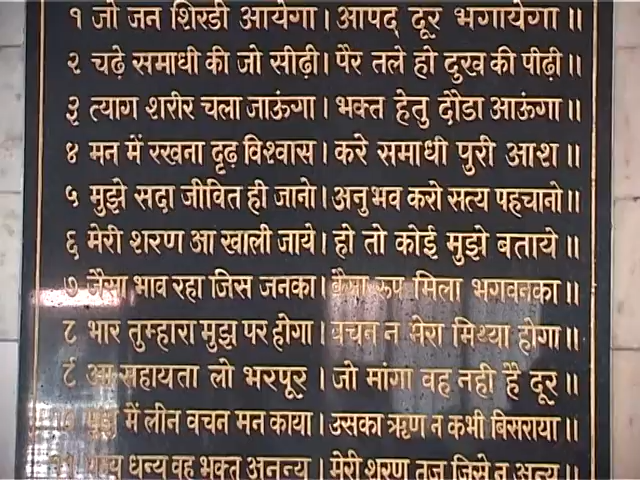 १ जो जन शिरडी आयेगा। आपद दूर भगायेगा॥
२ चढ़े समाधी की जो सीढ़ी। पैर तले हो दुख की पीढ़ी॥
३ त्याग शरीर चला जाऊंगा। भक्त हेतु दौडा आऊंगा॥
४ मन में रखना दृढ़ विश्वास। करे समाधी पुरी आश॥
५ मुझे सदा जीवित ही जानो। अनुभव करो सत्य पहचानो॥
६ मेरी शरण आ खाली जाये। हो तो कोई मुझे बताये॥
७ जैसा भाव रहा जिस जनका। वैसा रूप मिला भगवनका॥
८ भार तुम्हारा मुझ पर होगा। वचन न मेरा मिथ्या होगा॥
९ आ सहायता लो भरपूर। जो मांगा वह नही है दूर॥
मुझ में लीन वचन मन काया। उसका ऋण न कभी बिसराया॥
११ धन्य धन्य वह भक्त अनन्य। मेरी शरण तज जिसे न अन्य॥